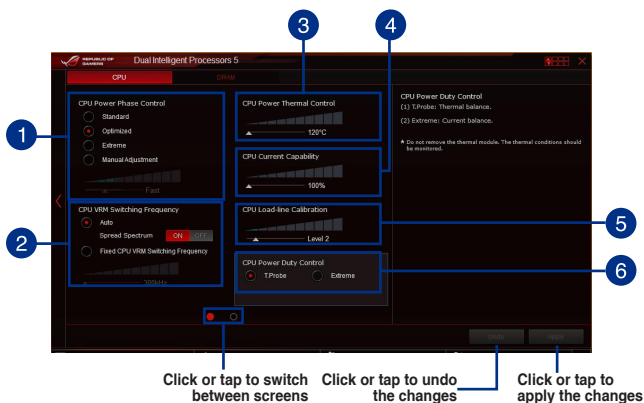 3
4
REPUBLIC OF
GAMERS
Dual Intelligent Processors 5
CPU
DRAM
1
CPU Power Phase Control
Standard
Optimized
Extreme
Manual Adjustment
Fast
2
CPU VRM Switching Frequency
Auto
Spread Spectrum
ON
OFF
Fixed CPU VRM Switching Frequency
300kHz
CPU Power Thermal Control
120°C
CPU Current Capability
100%
CPU Load-line Calibration
Level 2
5
CPU Power Duty Control
T.Probe
Extreme
6
CPU Power Duty Control
(1) T.Probe: Thermal balance.
(2) Extreme: Current balance.
* Do not remove the thermal module. The thermal conditions should
be monitored.
Undo
Apply
Click or tap to switch
between screens
Click or tap to undo
the changes
Click or tap to
apply the changes